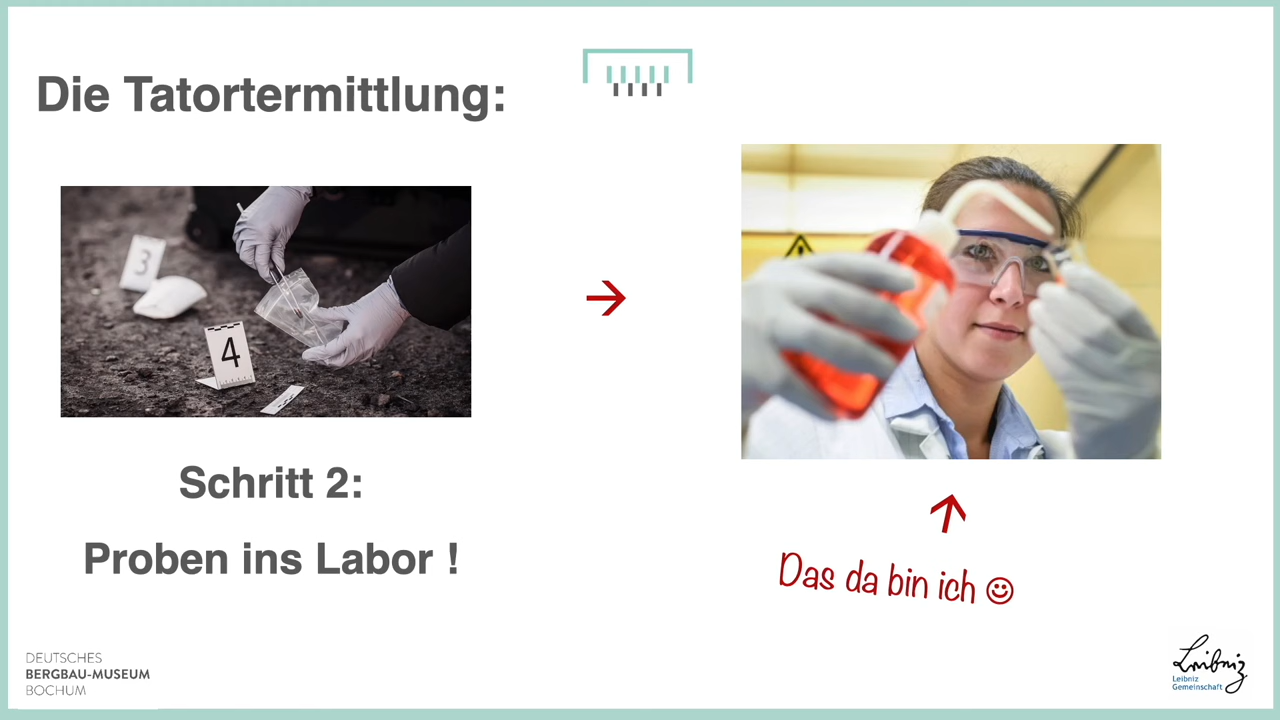 Die Tatortermittlung:
3
4
Schritt 2:
Proben ins Labor !
Das da bin ich ☺
DEUTSCHES
BERGBAU-MUSEUM
BOCHUM
Leibniz
Leibniz
Gemeinschaft